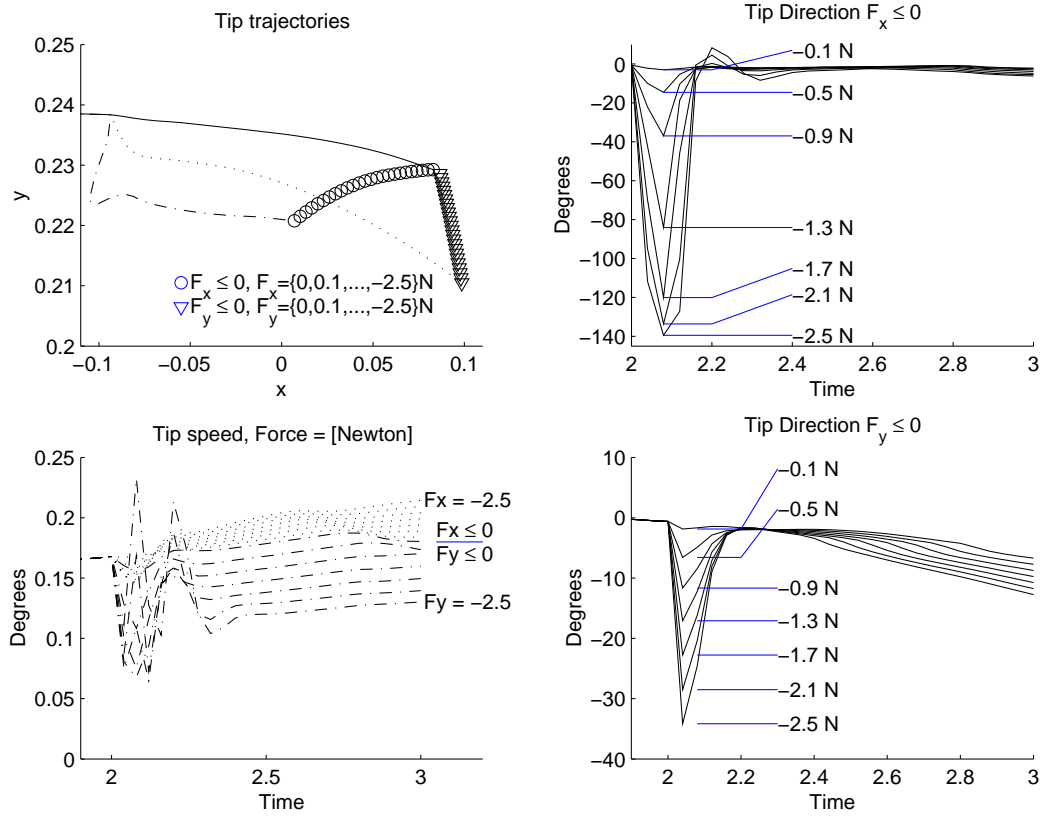 Tip trajectories
0.25
0.24
0.23
0.22
0.21
0.2
y
F_x ≤ 0, F_x={0,0.1,...,−2.5}N
F_y ≤ 0, F_y={0,0.1,...,−2.5}N
−0.1
−0.05
0
0.05
0.1
x
Tip Direction F_x ≤ 0
0
−20
−40
−60
−80
−100
−120
−140
Degrees
−0.1 N
−0.5 N
−0.9 N
−1.3 N
−1.7 N
−2.1 N
−2.5 N
2
2.2
2.4
2.6
2.8
3
Time
Tip speed, Force = [Newton]
0.25
0.2
0.15
0.1
0.05
0
Degrees
Fx = −2.5
Fx ≤ 0
Fy ≤ 0
Fy = −2.5
2
2.5
3
Time
Tip Direction F_y ≤ 0
10
0
−10
−20
−30
−40
Degrees
−0.1 N
−0.5 N
−0.9 N
−1.3 N
−1.7 N
−2.1 N
−2.5 N
2
2.2
2.4
2.6
2.8
3
Time